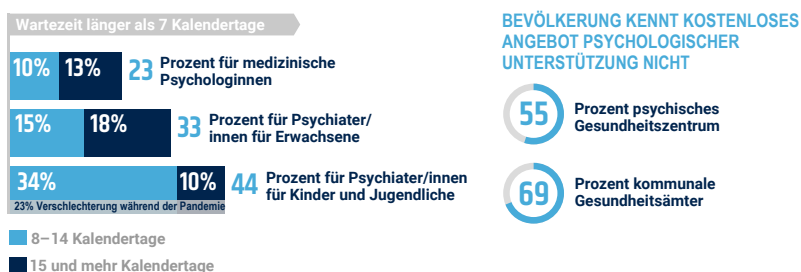 Wartezeit länger als 7 Kalendertage
10% 13% 23 Prozent für medizinische
Psychologinnen
15% 18% 33 Prozent für Psychiater/
innen für Erwachsene
34% 10% 44 Prozent für Psychiater/innen
für Kinder und Jugendliche
23% Verschlechterung während der Pandemie
8–14 Kalendertage
15 und mehr Kalendertage
BEVÖLKERUNG KENNT KOSTENLOSES
ANGEBOT PSYCHOLOGISCHER
UNTERSTÜTZUNG NICHT
55 Prozent psychisches
Gesundheitszentrum
69 Prozent kommunale
Gesundheitsämter